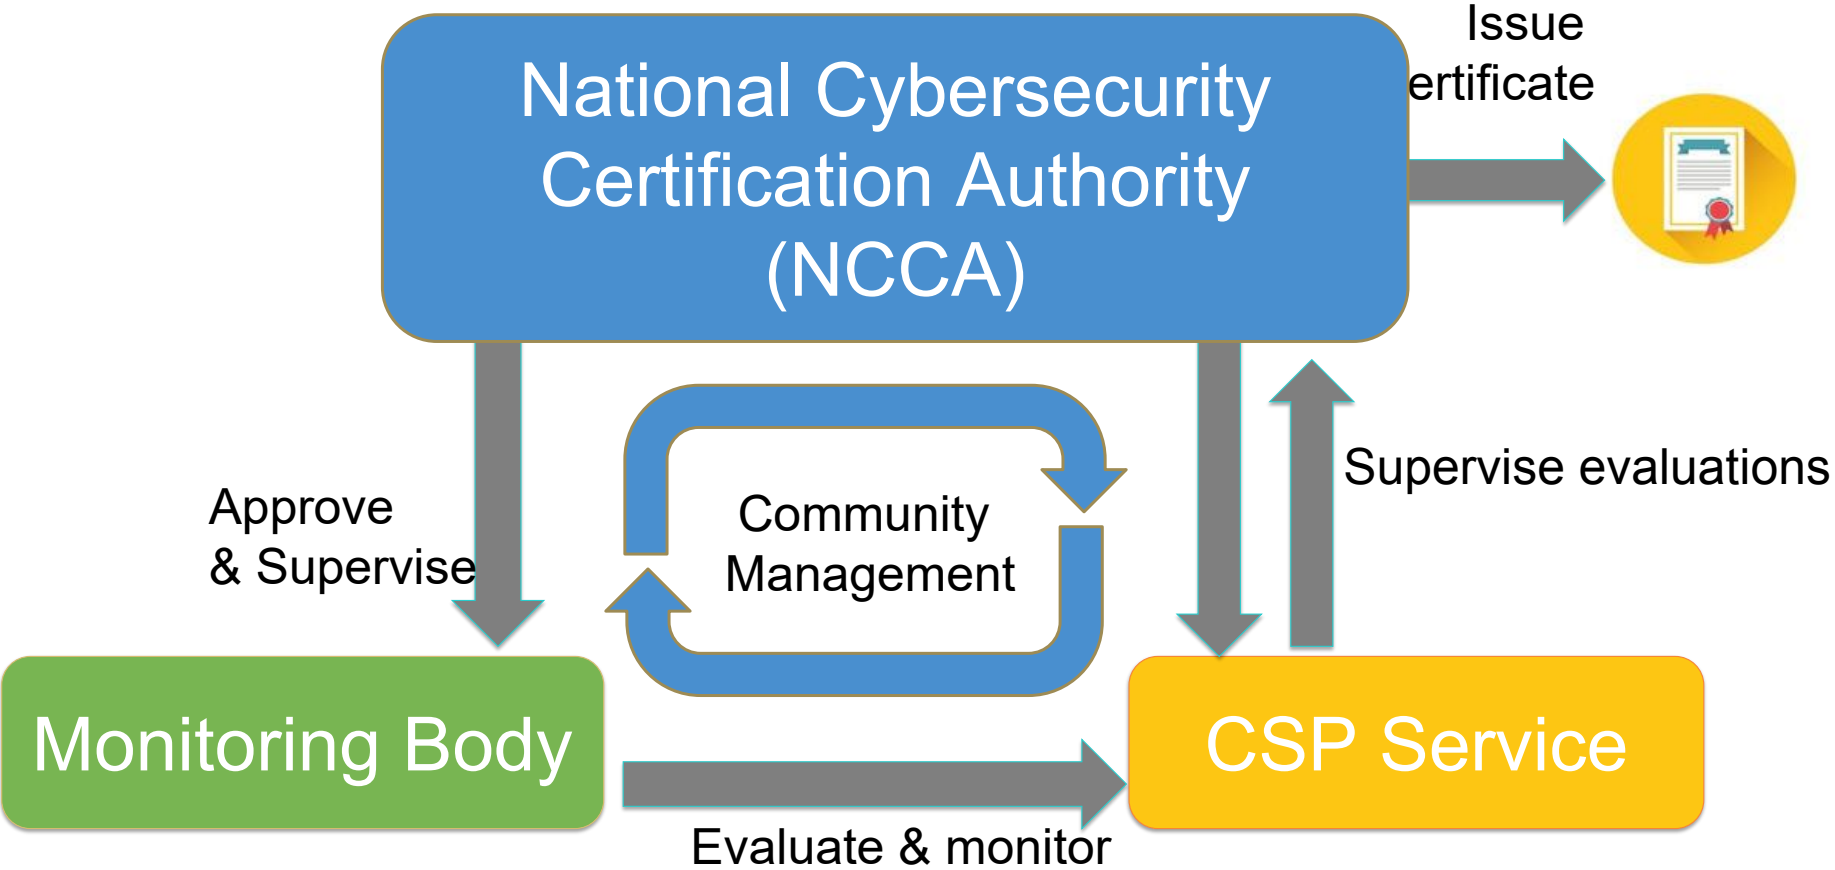 Issue
ertificate
National Cybersecurity
Certification Authority
(NCCA)
Supervise evaluations
Approve
& Supervise
Community
Management
Monitoring Body
CSP Service
Evaluate & monitor